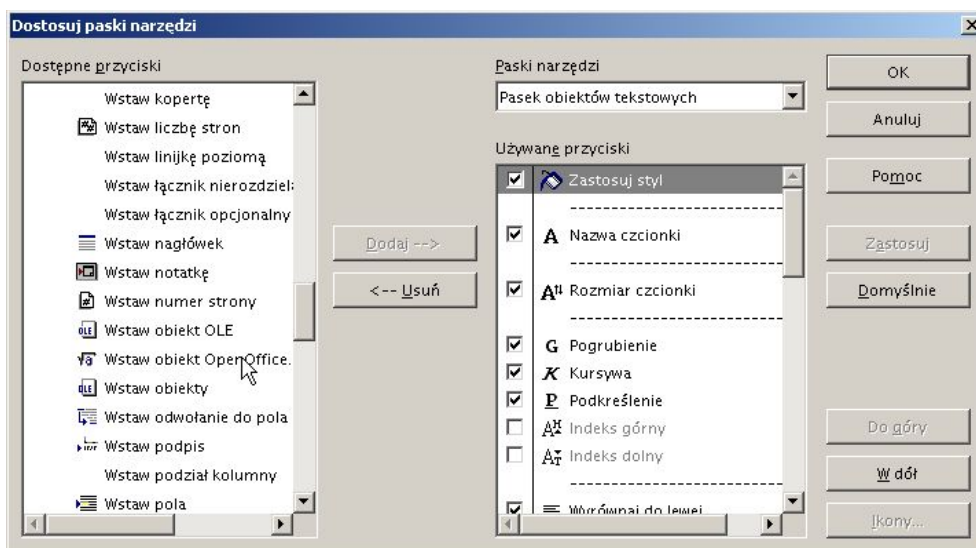 Dostosuj paski narzędzi
Dostępne przyciski
Wstaw kopertę
Wstaw liczbę stron
Wstaw linijkę poziomą
Wstaw łącznik nierozdziel
Wstaw łącznik opcjonalny
Wstaw nagłówek
Wstaw notatkę
Wstaw numer strony
Wstaw obiekt OLE
Wstaw obiekt OpenOffice.
Wstaw obiekty
Wstaw odwołanie do pola
Wstaw podpis
Wstaw podział kolumny
Wstaw pola
Dodaj -->
<-- Usuń
Paski narzędzi
Pasek obiektów tekstowych
Używane przyciski
Zastosuj styl
A Nazwa czcionki
A Rozmiar czcionki
G Pogrubienie
K Kursywa
P Podkreślenie
Indeks górny
Indeks dolny
Wyrównaj do lewej
OK
Anuluj
Pomoc
Zastosuj
Domyślnie
Do góry
W dół
Ikony...